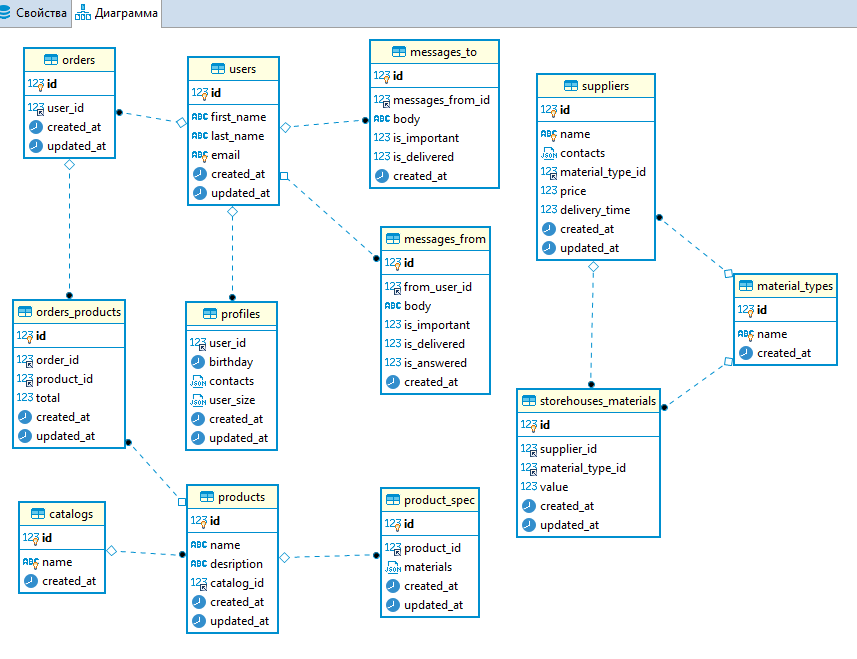 Свойства
Диаграмма
orders
123 id
123 user_id
created_at
updated_at
users
123 id
ABC first_name
ABC last_name
ABC email
created_at
updated_at
messages_to
123 id
123 messages_from_id
ABC body
123 is_important
123 is_delivered
created_at
suppliers
123 id
ABC name
JSON contacts
123 material_type_id
123 price
123 delivery_time
created_at
updated_at
messages_from
123 id
123 from_user_id
ABC body
123 is_important
123 is_delivered
123 is_answered
created_at
material_types
123 id
ABC name
created_at
orders_products
123 id
123 order_id
123 product_id
123 total
created_at
updated_at
profiles
123 user_id
birthday
JSON contacts
JSON user_size
created_at
updated_at
storehouses_materials
123 id
123 supplier_id
123 material_type_id
123 value
created_at
updated_at
catalogs
123 id
ABC name
created_at
products
123 id
ABC name
ABC desription
123 catalog_id
created_at
updated_at
product_spec
123 id
123 product_id
JSON materials
created_at
updated_at